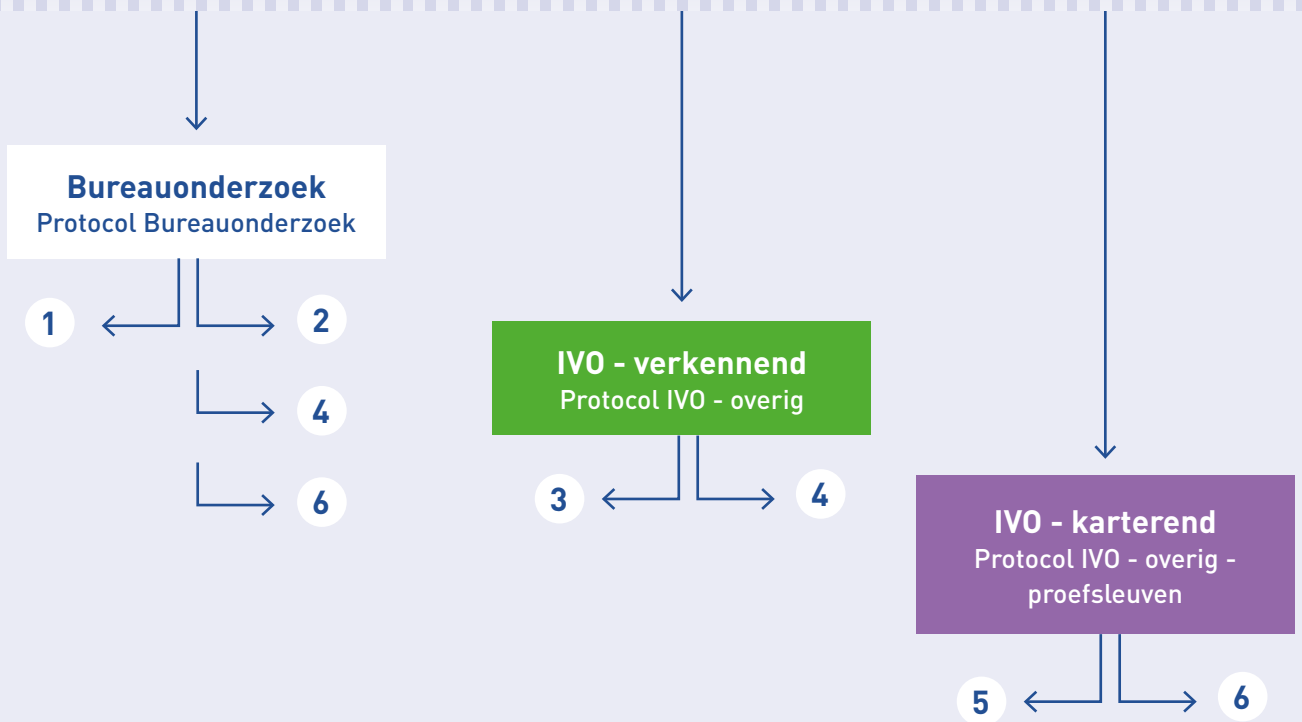 Bureauonderzoek
Protocol Bureauonderzoek
1
2
4
6
IVO - verkennend
Protocol IVO - overig
3
4
IVO - karterend
Protocol IVO - overig -
proefsleuven
5
6